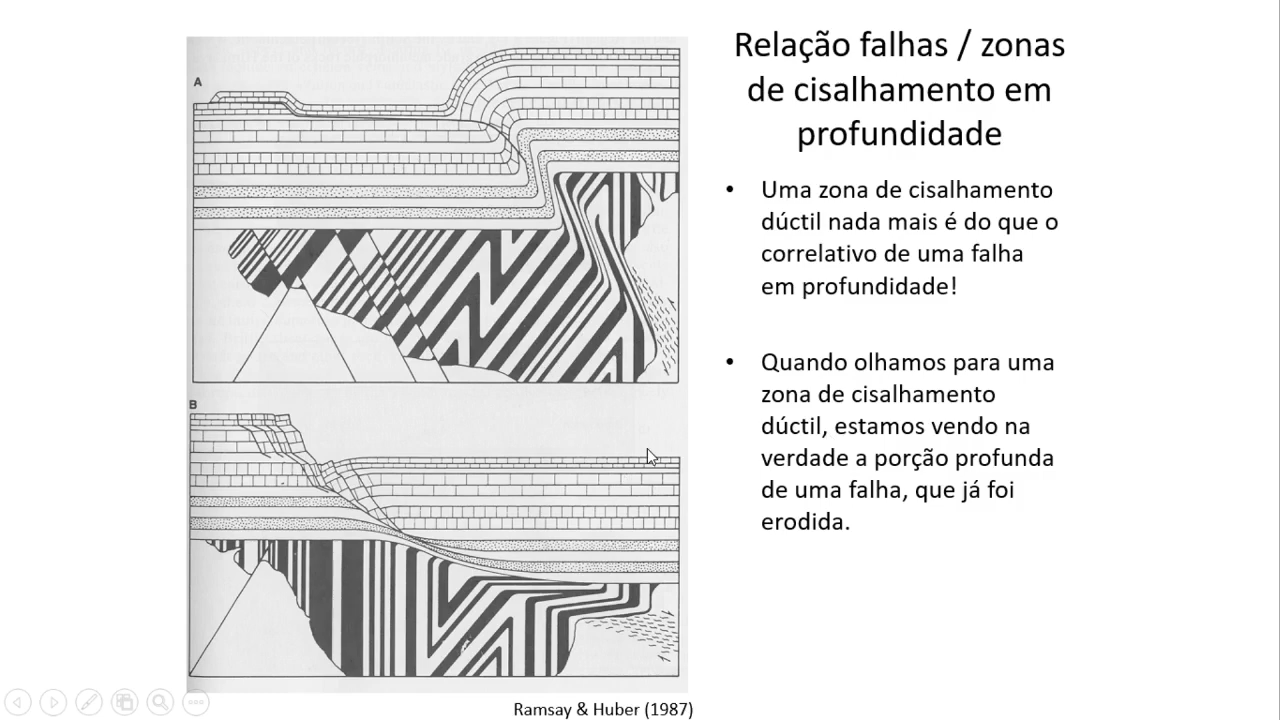 Relação falhas / zonas
de cisalhamento em
profundidade
A
• Uma zona de cisalhamento
dúctil nada mais é do que o
correlativo de uma falha
em profundidade!
• Quando olhamos para uma
zona de cisalhamento
dúctil, estamos vendo na
verdade a porção profunda
de uma falha, que já foi
erodida.
B
Ramsay & Huber (1987)